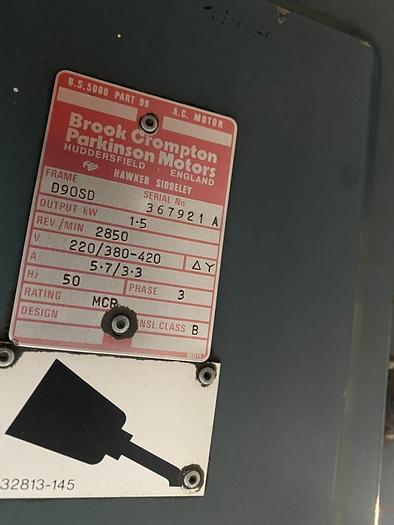 B.S.5000 PART 99 A.C. MOTOR
Brook Crompton
Parkinson Motors
HUDDERSFIELD ENGLAND
HAWKER SIDDELEY
FRAME SERIAL No
D90SD 367921 A
OUTPUT kW 1·5
REV./MIN 2850
V 220/380-420 △ Y
A 5·7/3·3
Hz 50 PHASE 3
RATING MCR
DESIGN INSL.CLASS B
32813-145